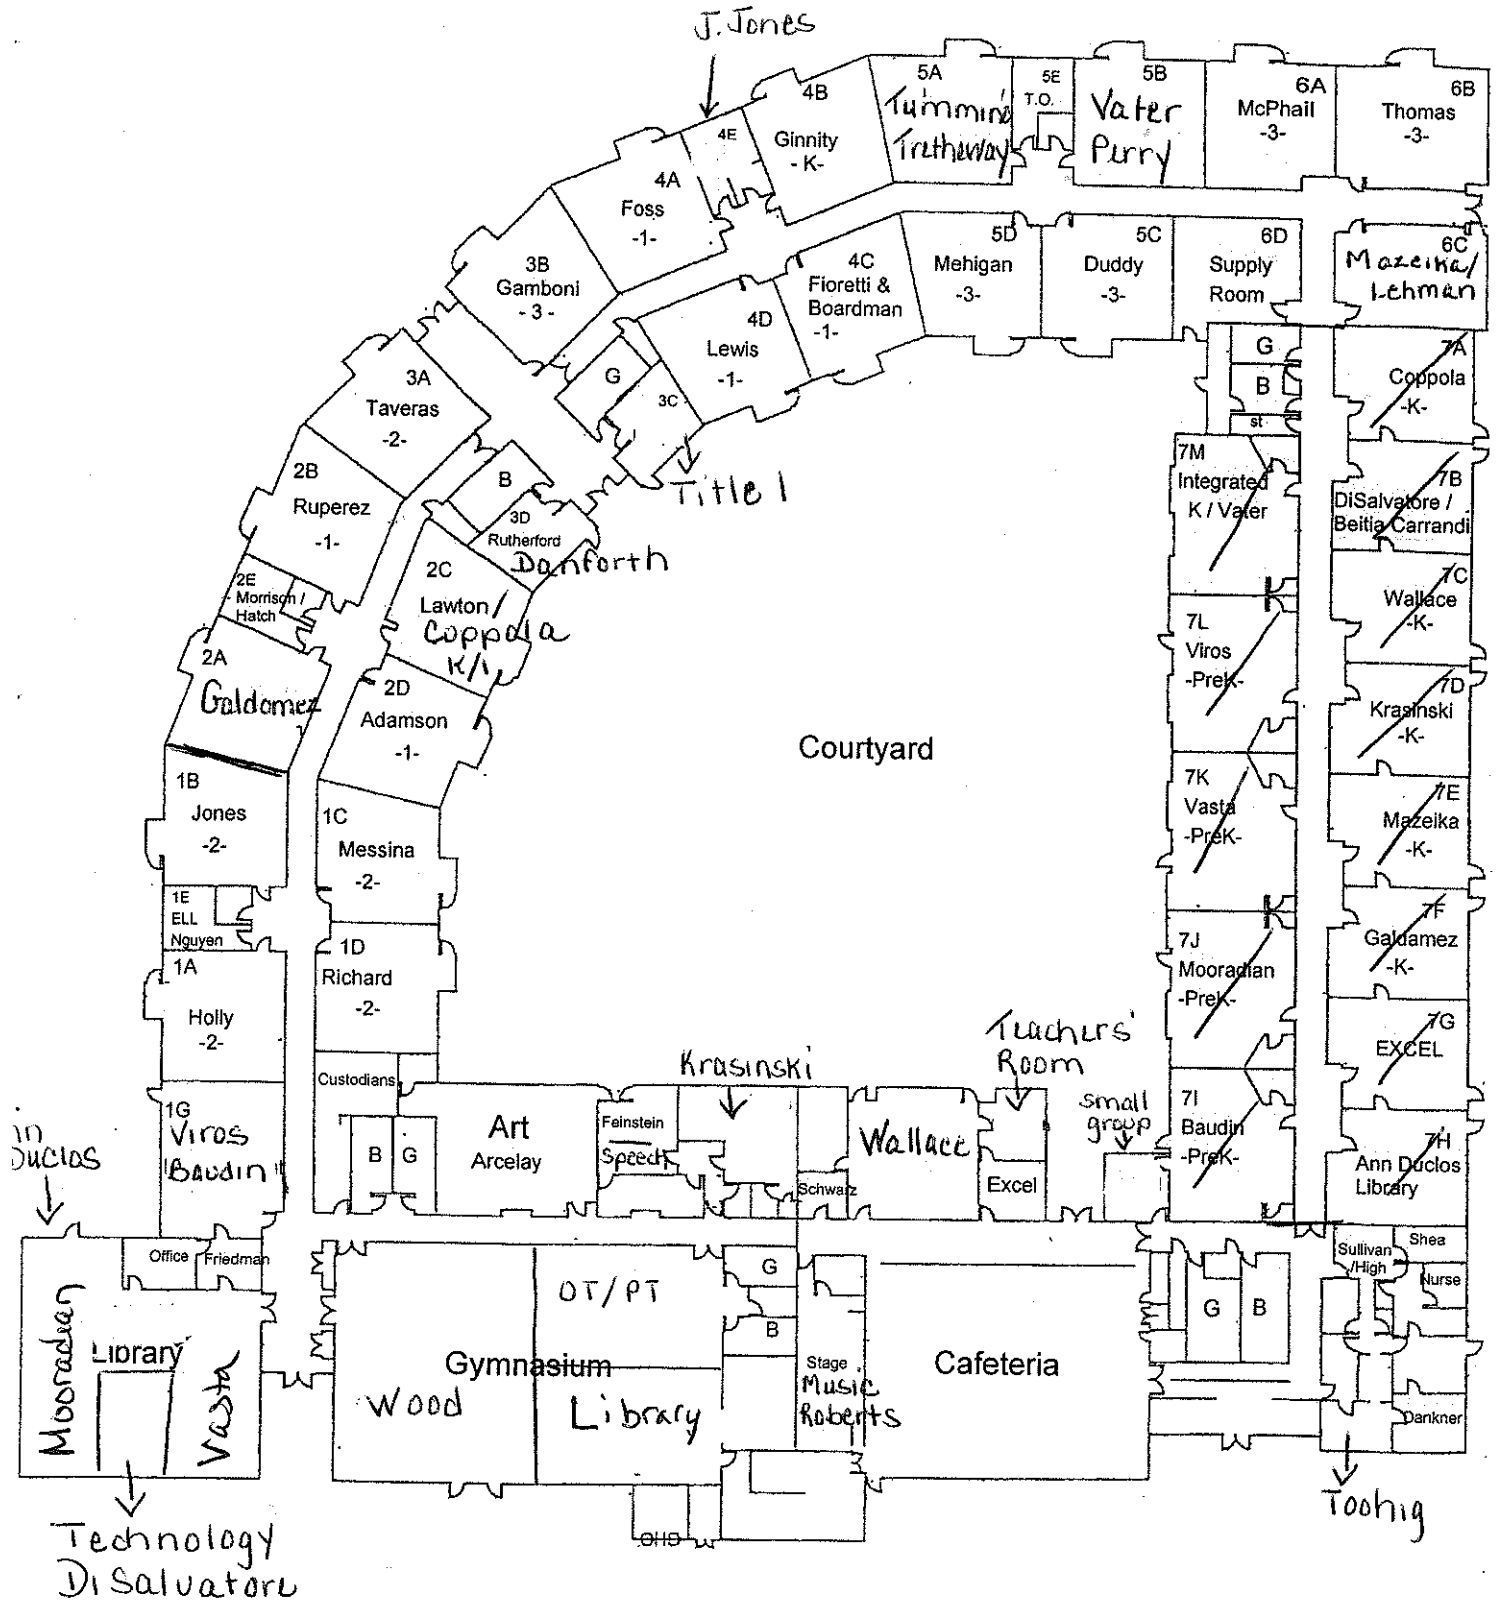 J. Jones
4B
Ginnity
- K-
5A
Tummino
Tretheway
5E
T.O.
5B
Vater
Perry
6A
McPhail
-3-
6B
Thomas
-3-
4E
4A
Foss
-1-
3B
Gamboni
- 3 -
4D
Lewis
-1-
4C
Fioretti &
Boardman
-1-
5D
Mehigan
-3-
5C
Duddy
-3-
6D
Supply
Room
6C
Mazeika/
Lehman
G
3C
Title 1
3A
Taveras
-2-
B
3D
Rutherford
Danforth
2B
Ruperez
-1-
2C
Lawton /
Coppola
K/1
2E
- Morrison /
Hatch
2A
Galdamez
2D
Adamson
-1-
1B
Jones
-2-
1C
Messina
-2-
1E
ELL
Nguyen
1D
Richard
-2-
1A
Holly
-2-
Courtyard
G
B
st
7A
Coppola
-K-
7M
Integrated
K / Vater
7B
DiSalvatore /
Beitia Carrandi
7L
Viros
-PreK-
7C
Wallace
-K-
7D
Krasinski
-K-
7K
Vasta
-PreK-
7E
Mazeika
-K-
7J
Mooradian
-PreK-
7F
Galdamez
-K-
7G
EXCEL
7I
Baudin
-PreK-
7H
Ann Duclos
Library
Custodians
B
G
Art
Arcelay
Feinstein
Speech
Krasinski
Schwarz
Wallace
Teachers'
Room
Excel
small
group
1G
Viros
Baudin
Duclos
Office
Friedman
Mooradian
Library
Vasta
Technology
DiSalvatore
Gymnasium
Wood
OT/PT
Library
G
B
Stage
Music
Roberts
Cafeteria
G
B
Sullivan
/High
Shea
Nurse
Dankner
Toohig
OHS